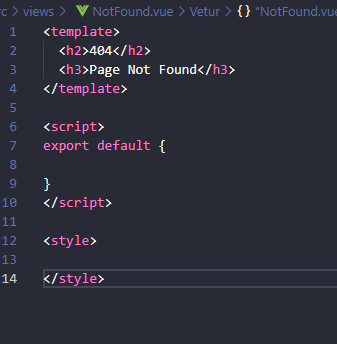 rc > views > NotFound.vue > Vetur > {} "NotFound.vue
1 <template>
2 <h2>404</h2>
3 <h3>Page Not Found</h3>
4 </template>
5
6 <script>
7 export default {
8
9 }
10 </script>
11
12 <style>
13
14 </style>